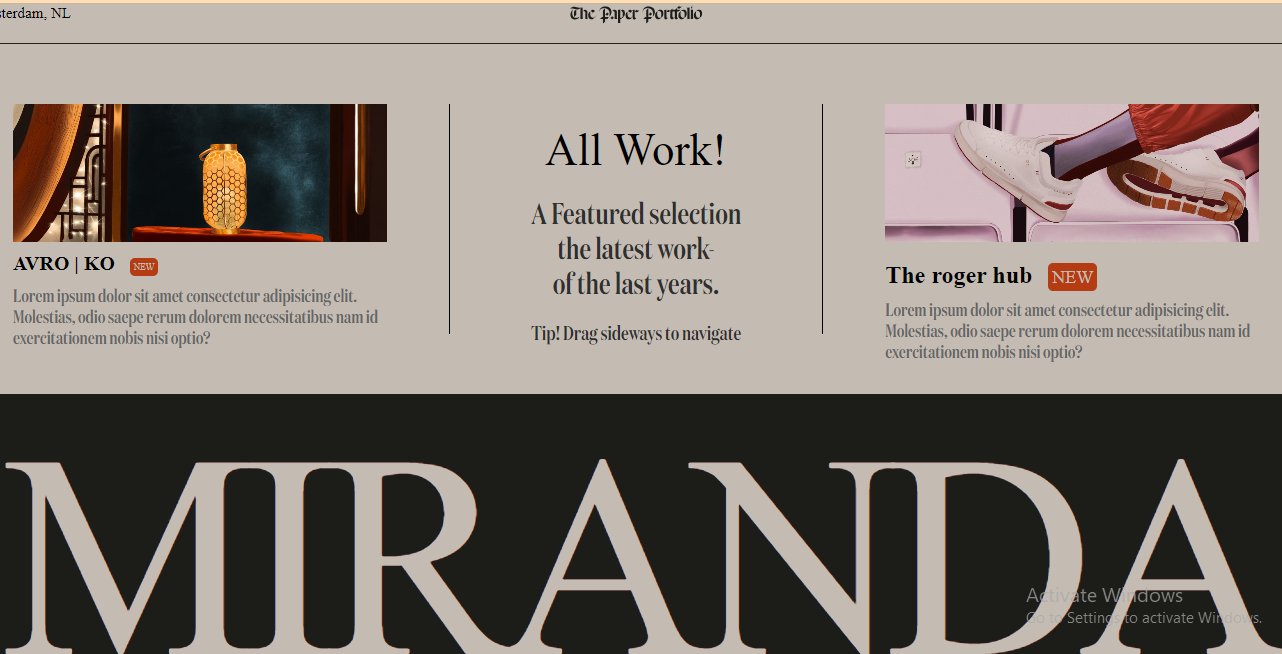 sterdam, NL
The Paper Portfolio
AVRO | KO NEW
Lorem ipsum dolor sit amet consectetur adipisicing elit.
Molestias, odio saepe rerum dolorem necessitatibus nam id
exercitationem nobis nisi optio?
All Work!
A Featured selection
the latest work-
of the last years.
Tip! Drag sideways to navigate
The roger hub NEW
Lorem ipsum dolor sit amet consectetur adipisicing elit.
Molestias, odio saepe rerum dolorem necessitatibus nam id
exercitationem nobis nisi optio?
MIRANDA
Activate Windows
Go to Settings to activate Windows.